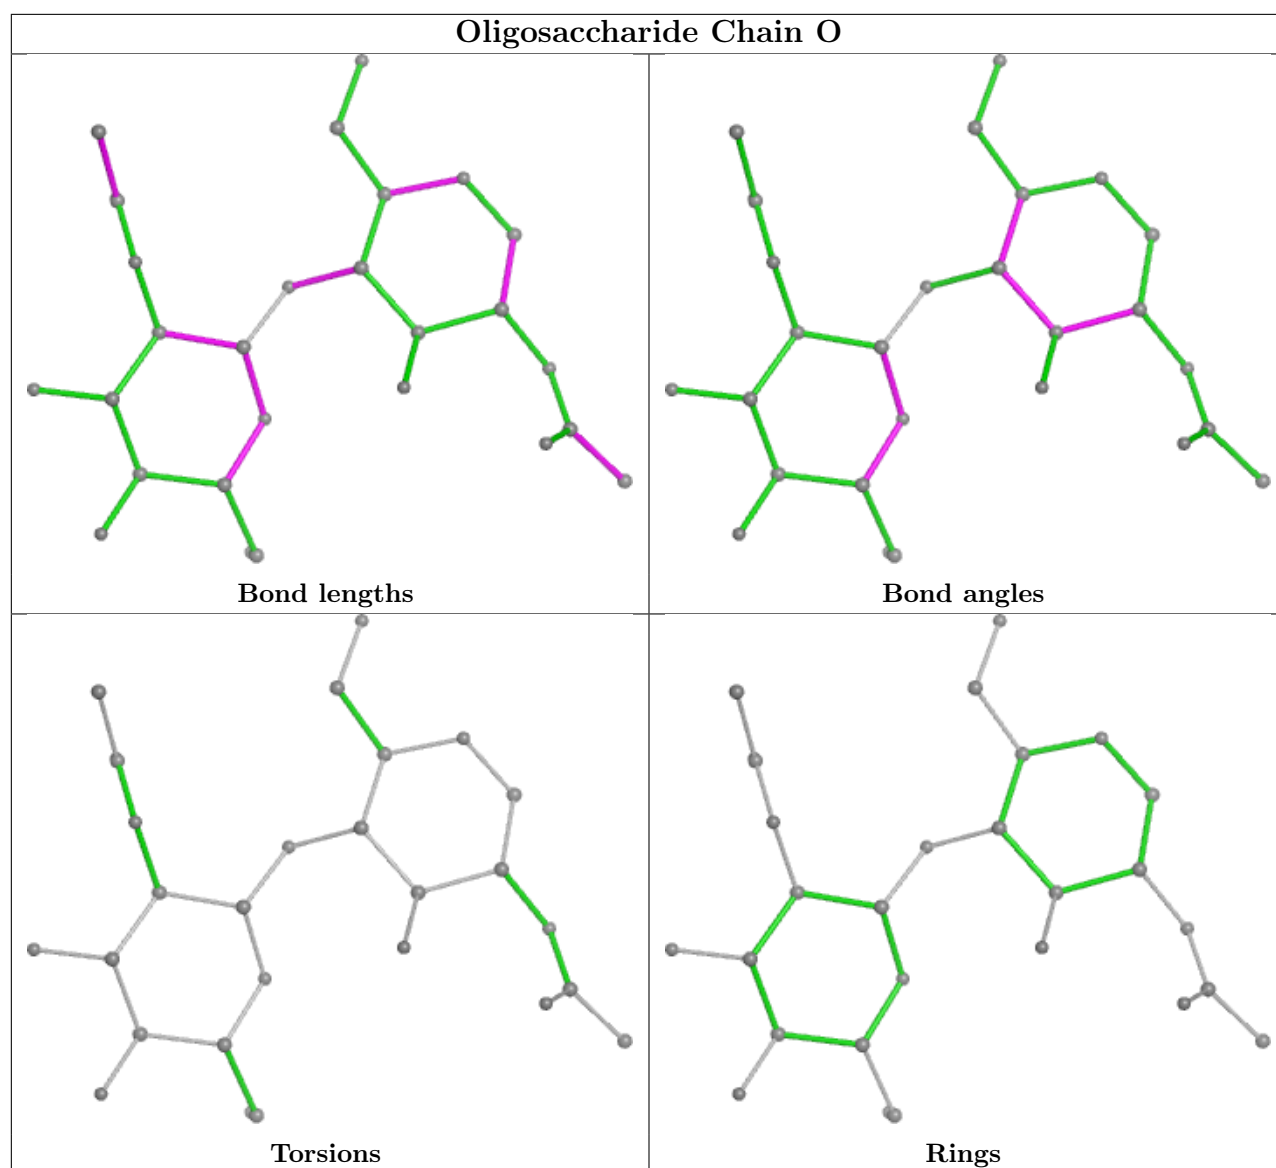 Oligosaccharide Chain O
Bond lengths
Bond angles
Torsions
Rings